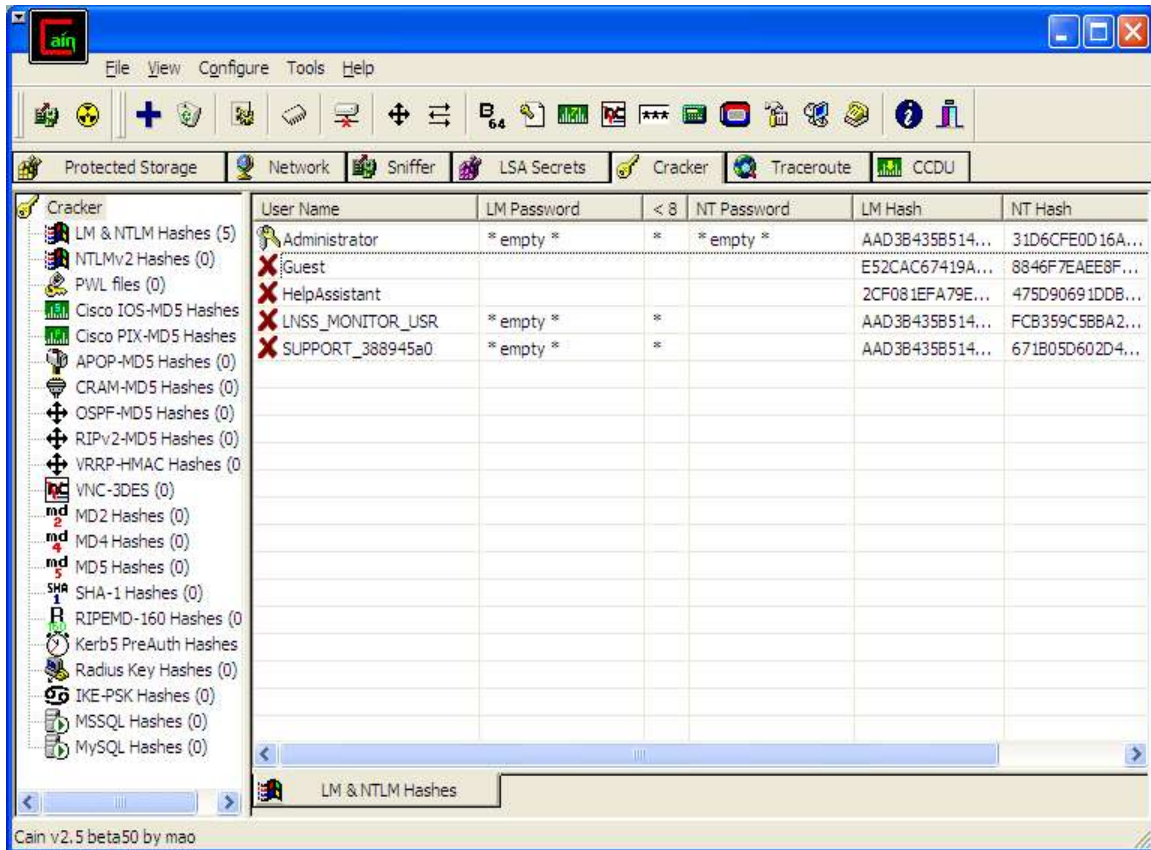 Cain
File View Configure Tools Help
B64 ***
Protected Storage Network Sniffer LSA Secrets Cracker Traceroute CCDU
Cracker
LM & NTLM Hashes (5)
NTLMv2 Hashes (0)
PWL files (0)
Cisco IOS-MD5 Hashes
Cisco PIX-MD5 Hashes
APOP-MD5 Hashes (0)
CRAM-MD5 Hashes (0)
OSPF-MD5 Hashes (0)
RIPv2-MD5 Hashes (0)
VRRP-HMAC Hashes (0
VNC-3DES (0)
md2 MD2 Hashes (0)
md4 MD4 Hashes (0)
md5 MD5 Hashes (0)
SHA1 SHA-1 Hashes (0)
RIPEMD-160 Hashes (0
Kerb5 PreAuth Hashes
Radius Key Hashes (0)
IKE-PSK Hashes (0)
MSSQL Hashes (0)
MySQL Hashes (0)
User Name LM Password < 8 NT Password LM Hash NT Hash
Administrator * empty * * * empty * AAD3B435B514... 31D6CFE0D16A...
Guest E52CAC67419A... 8846F7EAEE8F...
HelpAssistant 2CF081EFA79E... 475D90691DDB...
LNSS_MONITOR_USR * empty * * AAD3B435B514... FCB359C5BBA2...
SUPPORT_388945a0 * empty * * AAD3B435B514... 671B05D602D4...
LM & NTLM Hashes
Cain v2.5 beta50 by mao